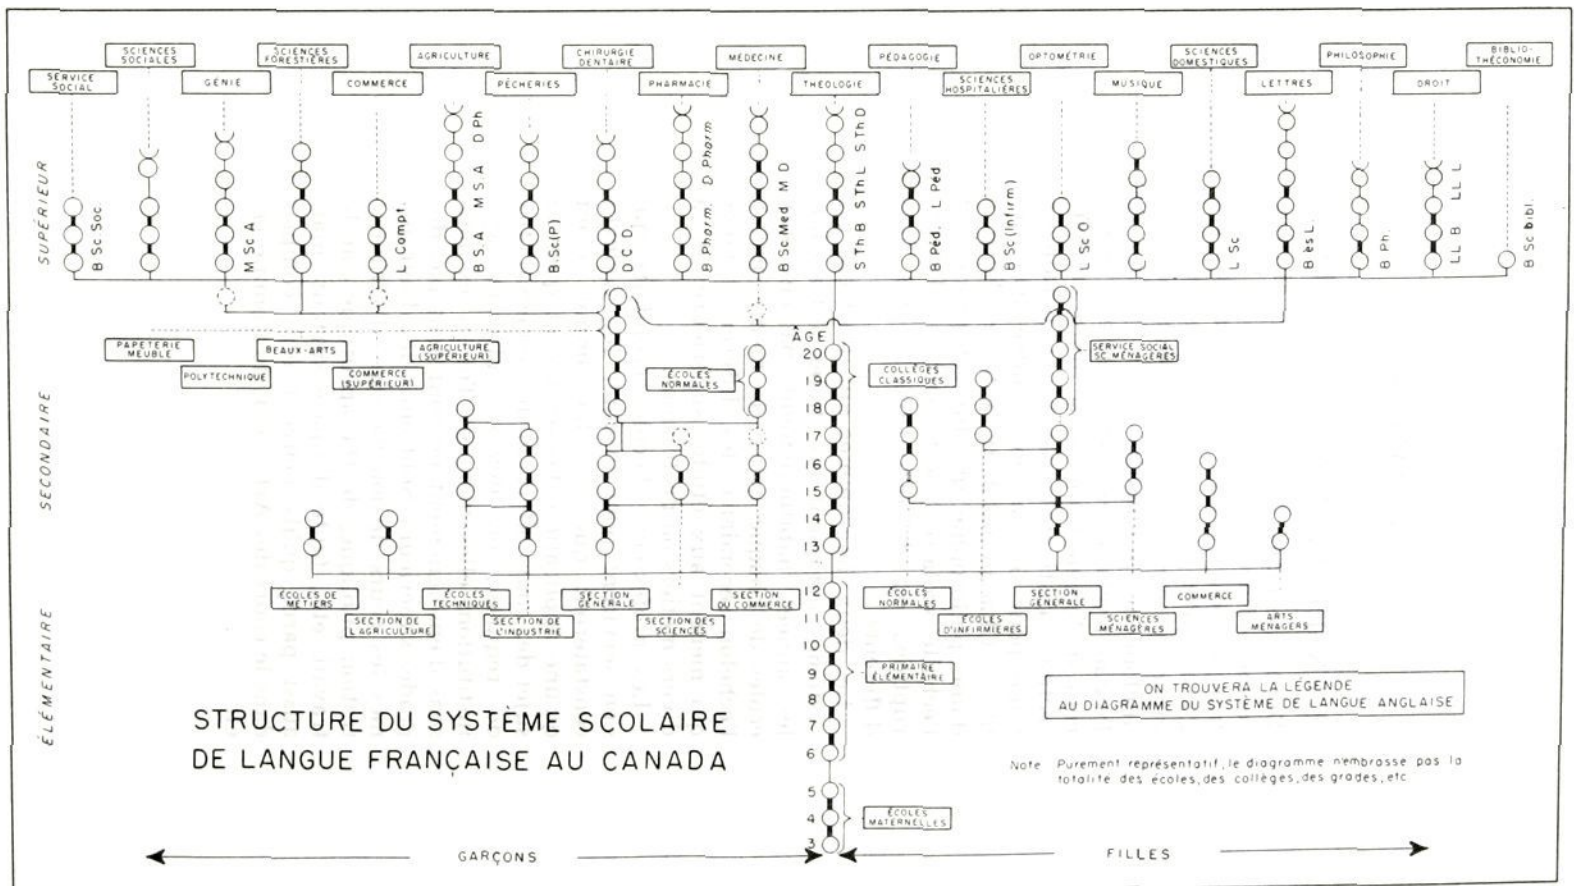 SCIENCES
SOCIALES
SCIENCES
FORESTIÈRES
AGRICULTURE
CHIRURGIE
DENTAIRE
MÉDECINE
PÉDAGOGIE
OPTOMÉTRIE
SCIENCES
DOMESTIQUES
PHILOSOPHIE
BIBLIO-
THÉCONOMIE
SERVICE
SOCIAL
GÉNIE
COMMERCE
PÊCHERIES
PHARMACIE
THÉOLOGIE
SCIENCES
HOSPITALIÈRES
MUSIQUE
LETTRES
DROIT
SUPÉRIEUR
B Sc Soc
M Sc A
L Compt.
B S.A M S.A D Ph
B.Sc(P)
D C D
B Pharm. D Pharm
B Sc Med M D
S Th B S Th L S Th D
B Péd. L Péd
B Sc (Infirm)
L Sc O
L Sc
B ès L.
B Ph.
LL B LL L
B Sc bibl.
PAPETERIE
MEUBLE
POLYTECHNIQUE
BEAUX-ARTS
COMMERCE
(SUPÉRIEUR)
AGRICULTURE
(SUPÉRIEUR)
ÉCOLES
NORMALES
ÂGE
20
19
18
17
16
15
14
13
COLLÈGES
CLASSIQUES
SERVICE SOCIAL
SC MÉNAGÈRES
SECONDAIRE
ÉCOLES DE
MÉTIERS
SECTION DE
L'AGRICULTURE
ÉCOLES
TECHNIQUES
SECTION DE
L'INDUSTRIE
SECTION
GÉNÉRALE
SECTION DES
SCIENCES
SECTION
DU COMMERCE
12
11
10
9
8
7
6
ÉCOLES
NORMALES
ÉCOLES
D'INFIRMIÈRES
SECTION
GÉNÉRALE
SCIENCES
MÉNAGÈRES
COMMERCE
ARTS
MÉNAGERS
PRIMAIRE
ÉLÉMENTAIRE
ÉLÉMENTAIRE
STRUCTURE DU SYSTÈME SCOLAIRE
DE LANGUE FRANÇAISE AU CANADA
ON TROUVERA LA LÉGENDE
AU DIAGRAMME DU SYSTÈME DE LANGUE ANGLAISE
Note Purement représentatif, le diagramme n'embrasse pas la
totalité des écoles, des collèges, des grades, etc
5
4
3
ÉCOLES
MATERNELLES
GARÇONS
FILLES